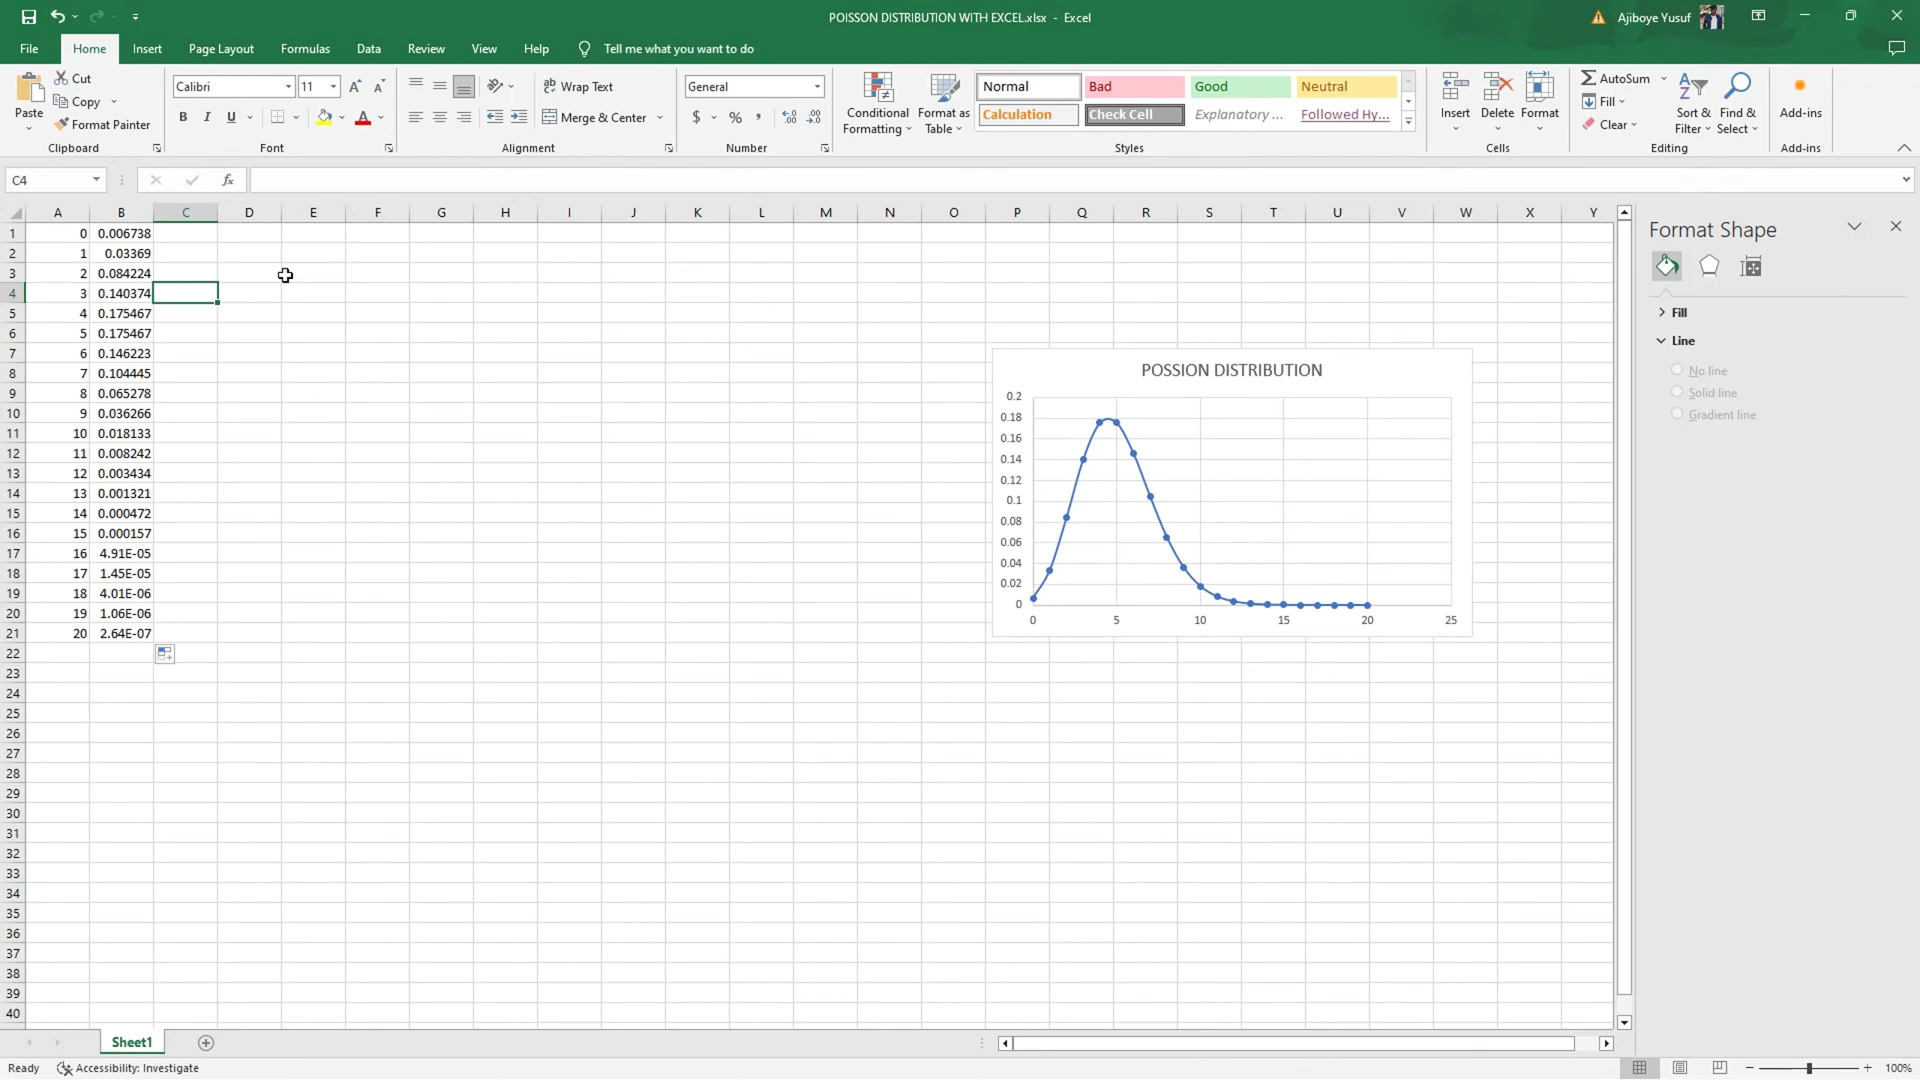 POISSON DISTRIBUTION WITH EXCEL.xlsx - Excel
Ajiboye Yusuf
File Home Insert Page Layout Formulas Data Review View Help Tell me what you want to do
Paste
Cut
Copy
Format Painter
Clipboard
Calibri 11
B I U
Font
Wrap Text
Merge & Center
Alignment
General
$ % ,
Number
Conditional Formatting
Format as Table
Normal Bad Good Neutral
Calculation Check Cell Explanatory ... Followed Hy...
Styles
Insert Delete Format
Cells
AutoSum
Fill
Clear
Sort & Filter
Find & Select
Editing
Add-ins
Add-ins
C4 fx
A B C D E F G H I J K L M N O P Q R S T U V W X Y
1 0 0.006738
2 1 0.03369
3 2 0.084224
4 3 0.140374
5 4 0.175467
6 5 0.175467
7 6 0.146223
8 7 0.104445
9 8 0.065278
10 9 0.036266
11 10 0.018133
12 11 0.008242
13 12 0.003434
14 13 0.001321
15 14 0.000472
16 15 0.000157
17 16 4.91E-05
18 17 1.45E-05
19 18 4.01E-06
20 19 1.06E-06
21 20 2.64E-07
22
23
24
25
26
27
28
29
30
31
32
33
34
35
36
37
38
39
40
POSSION DISTRIBUTION
0.2
0.18
0.16
0.14
0.12
0.1
0.08
0.06
0.04
0.02
0
0 5 10 15 20 25
Format Shape
Fill
Line
No line
Solid line
Gradient line
Sheet1
Ready Accessibility: Investigate 100%